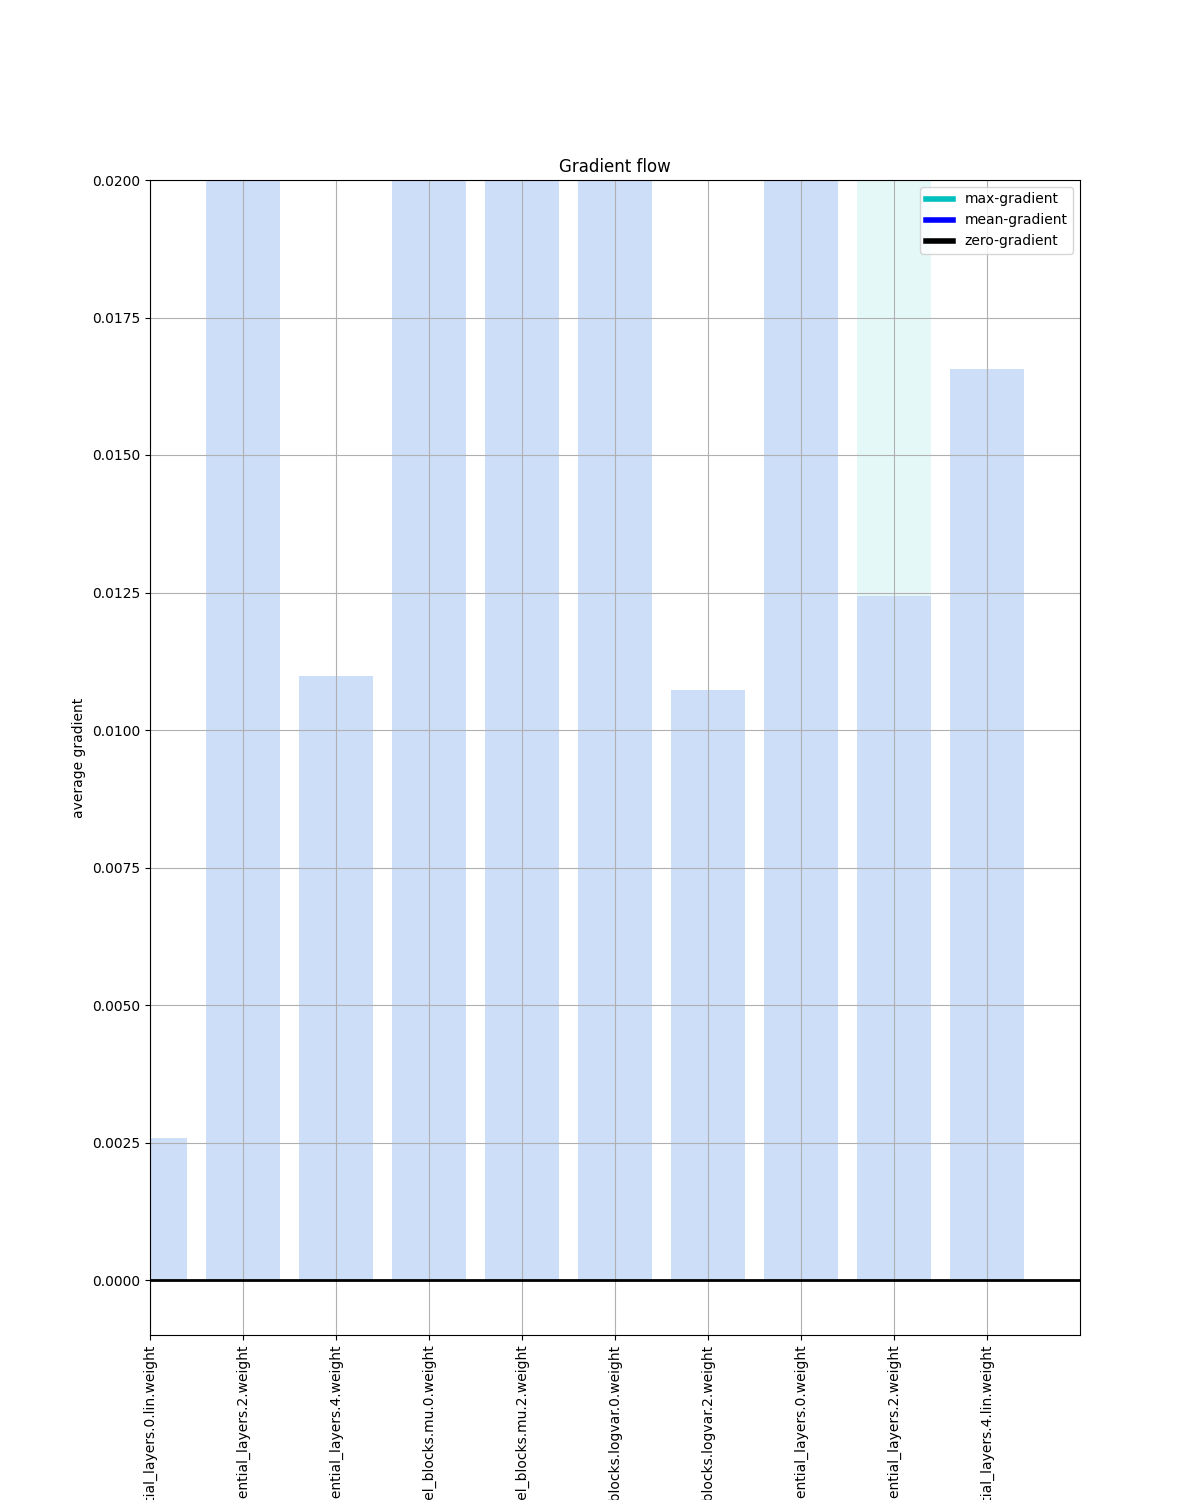 Gradient flow
0.0200
0.0175
0.0150
0.0125
0.0100
0.0075
0.0050
0.0025
0.0000
average gradient
max-gradient
mean-gradient
zero-gradient
tial_layers.0.lin.weight
ential_layers.2.weight
ential_layers.4.weight
el_blocks.mu.0.weight
el_blocks.mu.2.weight
blocks.logvar.0.weight
blocks.logvar.2.weight
ential_layers.0.weight
ential_layers.2.weight
tial_layers.4.lin.weight